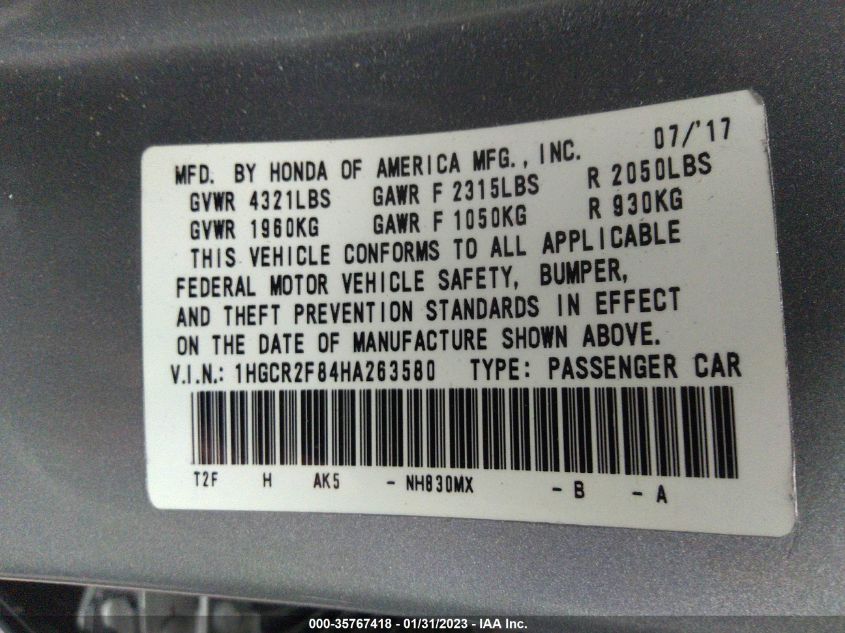 07/'17
MFD. BY HONDA OF AMERICA MFG., INC.
GVWR 4321LBS GAWR F 2315LBS R 2050LBS
GVWR 1960KG GAWR F 1050KG R 930KG
THIS VEHICLE CONFORMS TO ALL APPLICABLE
FEDERAL MOTOR VEHICLE SAFETY, BUMPER,
AND THEFT PREVENTION STANDARDS IN EFFECT
ON THE DATE OF MANUFACTURE SHOWN ABOVE.
V.I.N.: 1HGCR2F84HA263580 TYPE: PASSENGER CAR
T2F H AK5 - NH830MX - B - A
000-35767418 - 01/31/2023 - IAA Inc.